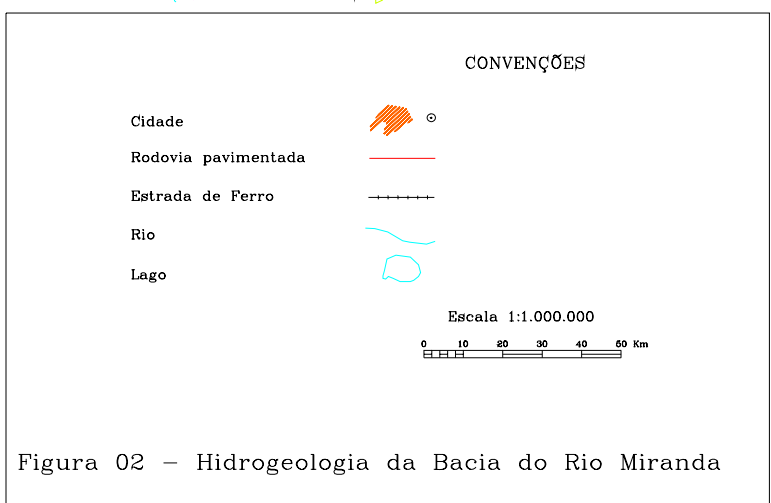 CONVENÇÕES
Cidade
Rodovia pavimentada
Estrada de Ferro
Rio
Lago
Escala 1:1.000.000
0 10 20 30 40 50 Km
Figura 02 - Hidrogeologia da Bacia do Rio Miranda